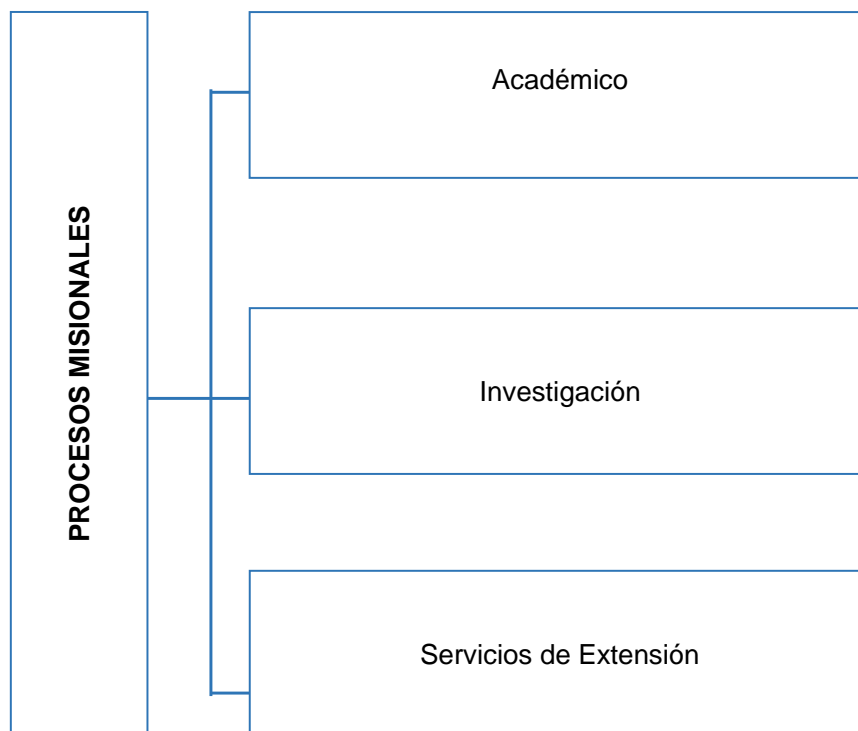 PROCESOS MISIONALES
Académico
Investigación
Servicios de Extensión